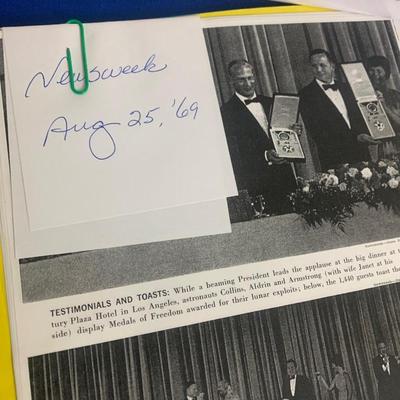 Newsweek
Aug 25, '69
TESTIMONIALS AND TOASTS: While a beaming President leads the applause at the big dinner at
tury Plaza Hotel in Los Angeles, astronauts Collins, Aldrin and Armstrong (with wife Janet at his
side) display Medals of Freedom awarded for their lunar exploits; below, the 1,440 guests toast the